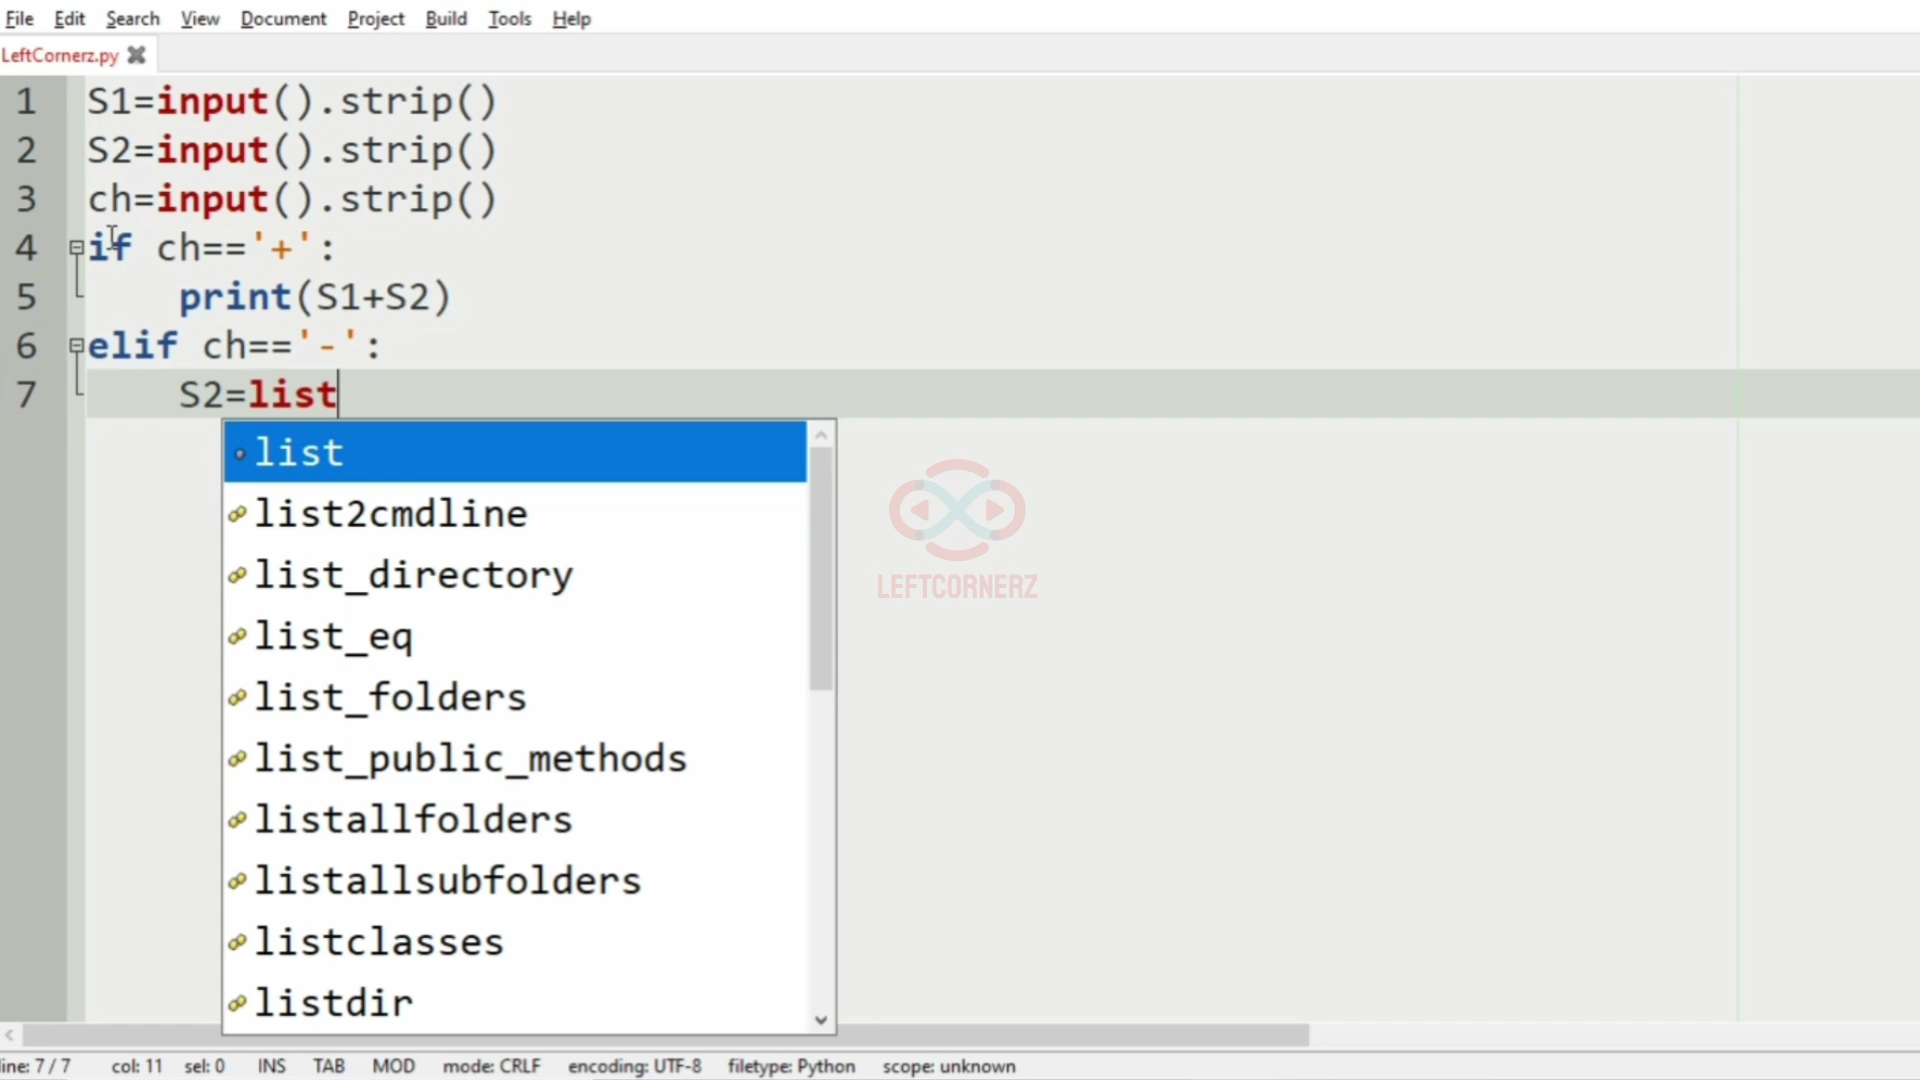 File Edit Search View Document Project Build Tools Help
LeftCornerz.py
1 S1=input().strip()
2 S2=input().strip()
3 ch=input().strip()
4 if ch=='+':
5 print(S1+S2)
6 elif ch=='-':
7 S2=list
list
list2cmdline
list_directory
list_eq
list_folders
list_public_methods
listallfolders
listallsubfolders
listclasses
listdir
LEFTCORNERZ
line: 7 / 7 col: 11 sel: 0 INS TAB MOD mode: CRLF encoding: UTF-8 filetype: Python scope: unknown